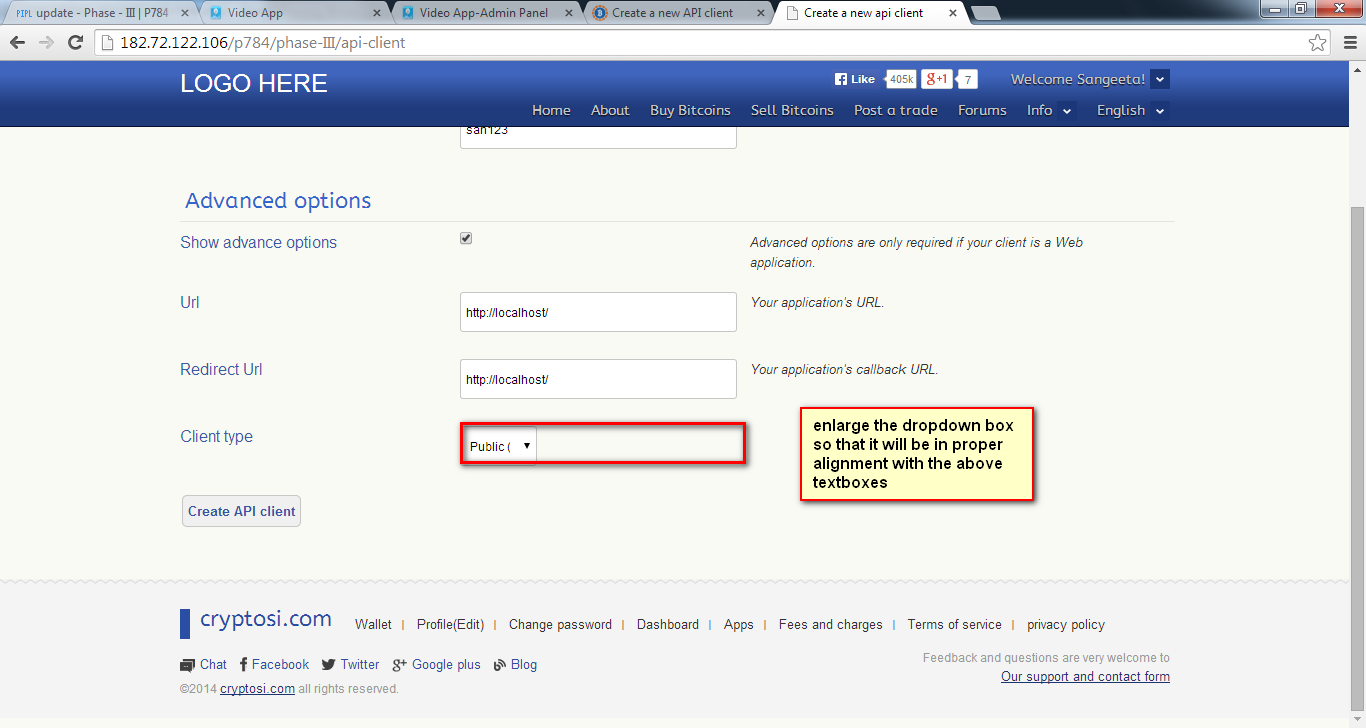 PIPL update - Phase - III | P784
Video App
Video App-Admin Panel
Create a new API client
Create a new api client
182.72.122.106/p784/phase-III/api-client
LOGO HERE
Like 405k g+1 7
Welcome Sangeeta!
Home About Buy Bitcoins Sell Bitcoins Post a trade Forums Info English
san123
Advanced options
Show advance options
Advanced options are only required if your client is a Web
application.
Url
http://localhost/
Your application's URL.
Redirect Url
http://localhost/
Your application's callback URL.
Client type
Public (
enlarge the dropdown box
so that it will be in proper
alignment with the above
textboxes
Create API client
cryptosi.com
Wallet | Profile(Edit) | Change password | Dashboard | Apps | Fees and charges | Terms of service | privacy policy
Chat Facebook Twitter Google plus Blog
Feedback and questions are very welcome to
Our support and contact form
©2014 cryptosi.com all rights reserved.